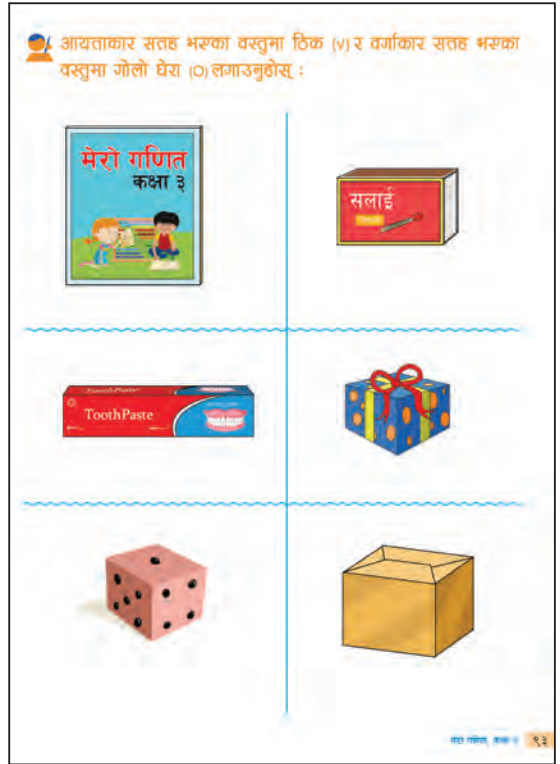 आयताकार सतह भएका वस्तुमा ठिक (√) र वर्गाकार सतह भएका
वस्तुमा गोलो घेरा (O) लगाउनुहोस् :
मेरो गणित
कक्षा ३
सलाई
ToothPaste
ToothPaste
मेरो गणित, कक्षा
९३